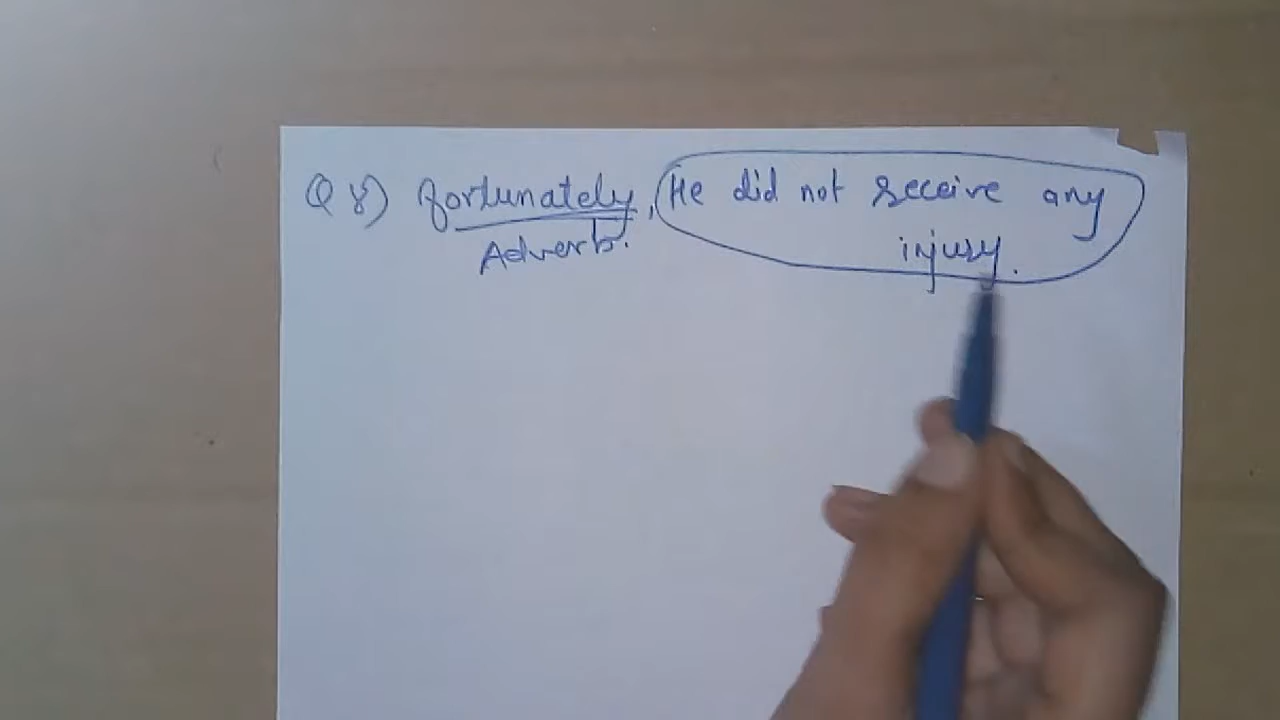 Q 8) fortunately, He did not receive any
injury.
Adverb.